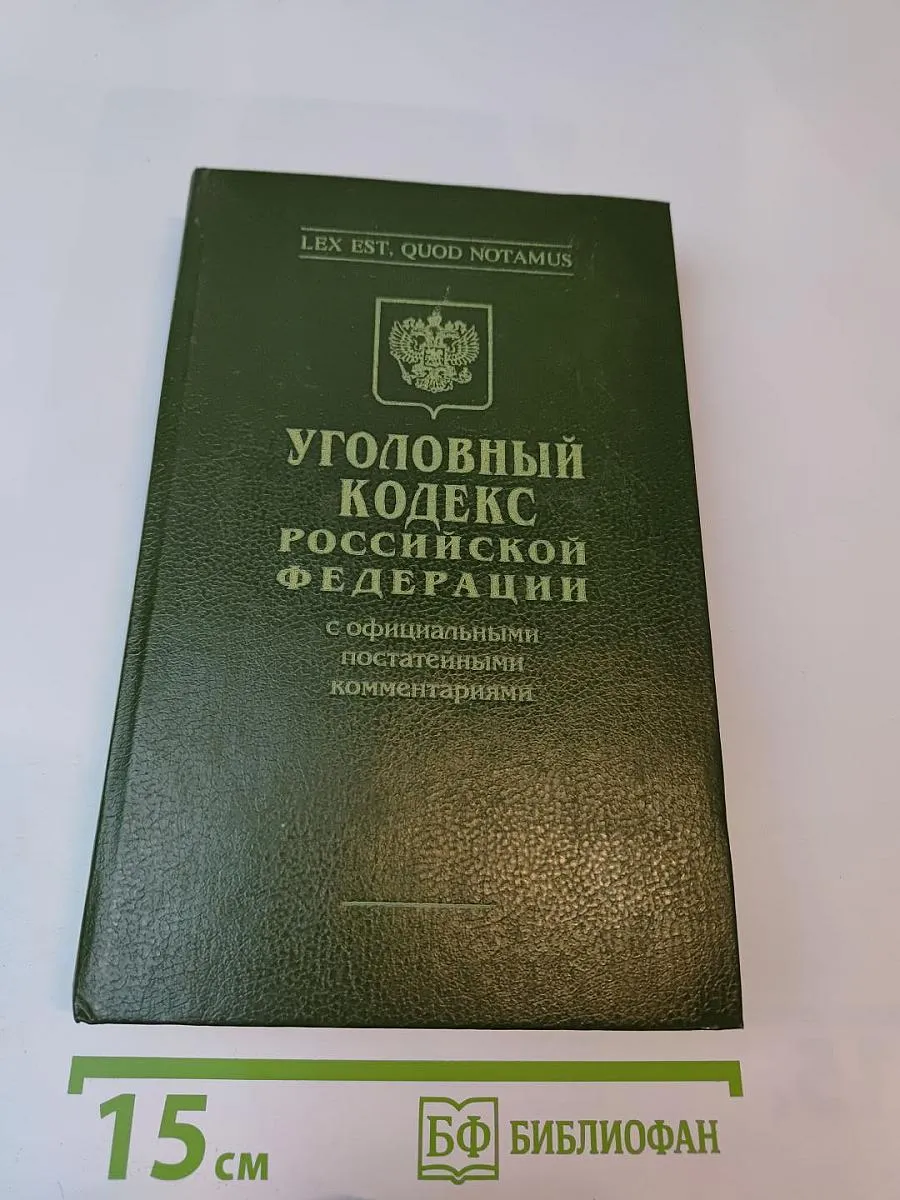 LEX EST, QUOD NOTAMUS
УГОЛОВНЫЙ
КОДЕКС
РОССИЙСКОЙ
ФЕДЕРАЦИИ
с официальными
постатейными
комментариями
15 см
БФ БИБЛИОФАН